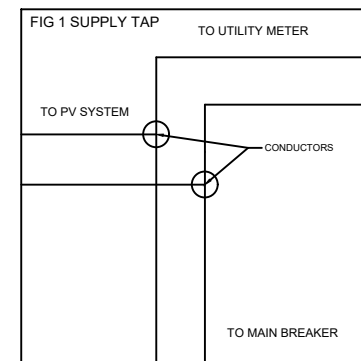 FIG 1 SUPPLY TAP
TO UTILITY METER
TO PV SYSTEM
CONDUCTORS
TO MAIN BREAKER